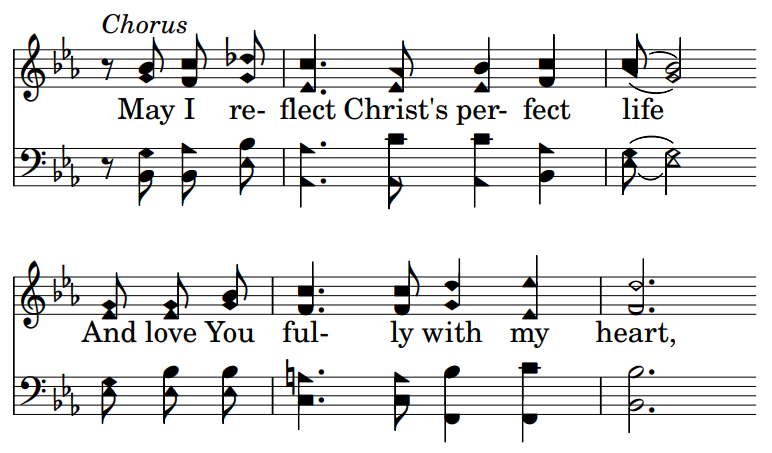 Chorus
May I re- flect Christ's per- fect life
And love You ful- ly with my heart,